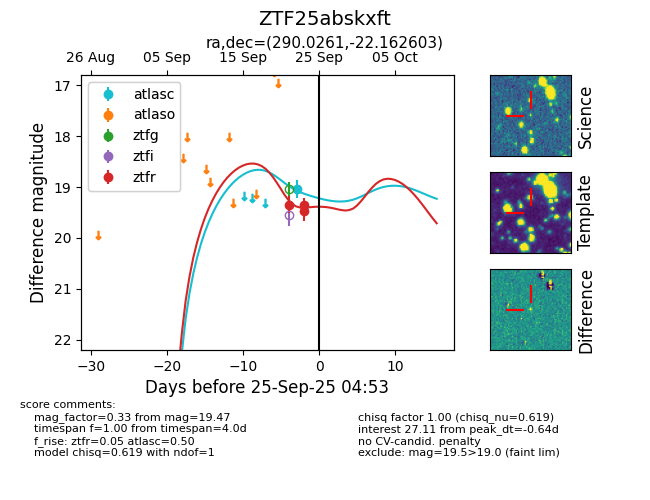 ZTF25abskxft
ra,dec=(290.0261,-22.162603)
26 Aug 05 Sep 15 Sep 25 Sep 05 Oct
17
18
19
20
21
22
Difference magnitude
atlasc
atlaso
ztfg
ztfi
ztfr
−30 −20 −10 0 10
Days before 25-Sep-25 04:53
Science
Template
Difference
score comments:
mag_factor=0.33 from mag=19.47
timespan f=1.00 from timespan=4.0d
f_rise: ztfr=0.05 atlasc=0.50
model chisq=0.619 with ndof=1
chisq factor 1.00 (chisq_nu=0.619)
interest 27.11 from peak_dt=-0.64d
no CV-candid. penalty
exclude: mag=19.5>19.0 (faint lim)